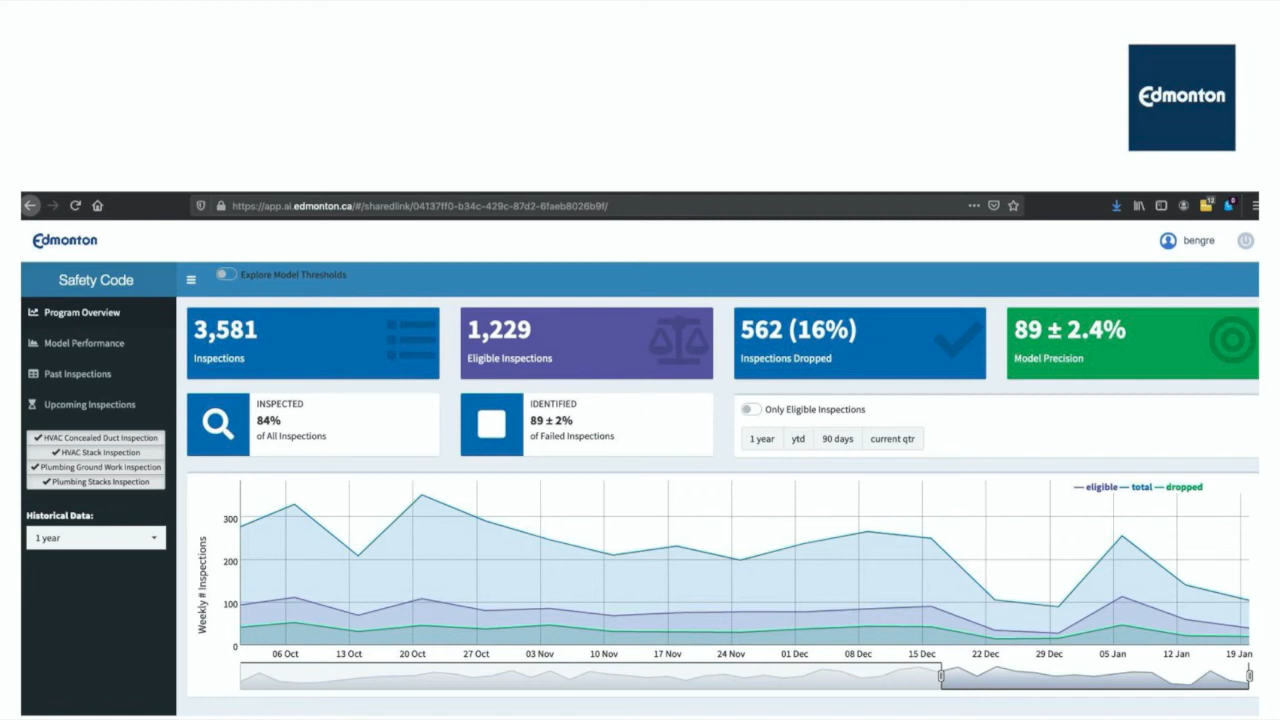 Edmonton
https://app.ai.edmonton.ca/#/sharedlink/04137ff0-b34c-429c-87d2-6faeb8026b9f/
12
Edmonton
bengre
Safety Code
Explore Model Thresholds
Program Overview
Model Performance
Past Inspections
Upcoming Inspections
HVAC Concealed Duct Inspection
HVAC Stack Inspection
Plumbing Ground Work Inspection
Plumbing Stacks Inspection
Historical Data:
1 year
3,581
Inspections
1,229
Eligible Inspections
562 (16%)
Inspections Dropped
89 ± 2.4%
Model Precision
INSPECTED
84%
of All Inspections
IDENTIFIED
89 ± 2%
of Failed Inspections
Only Eligible Inspections
1 year ytd 90 days current qtr
eligible total dropped
Weekly # Inspections
300
200
100
0
06 Oct 13 Oct 20 Oct 27 Oct 03 Nov 10 Nov 17 Nov 24 Nov 01 Dec 08 Dec 15 Dec 22 Dec 29 Dec 05 Jan 12 Jan 19 Jan